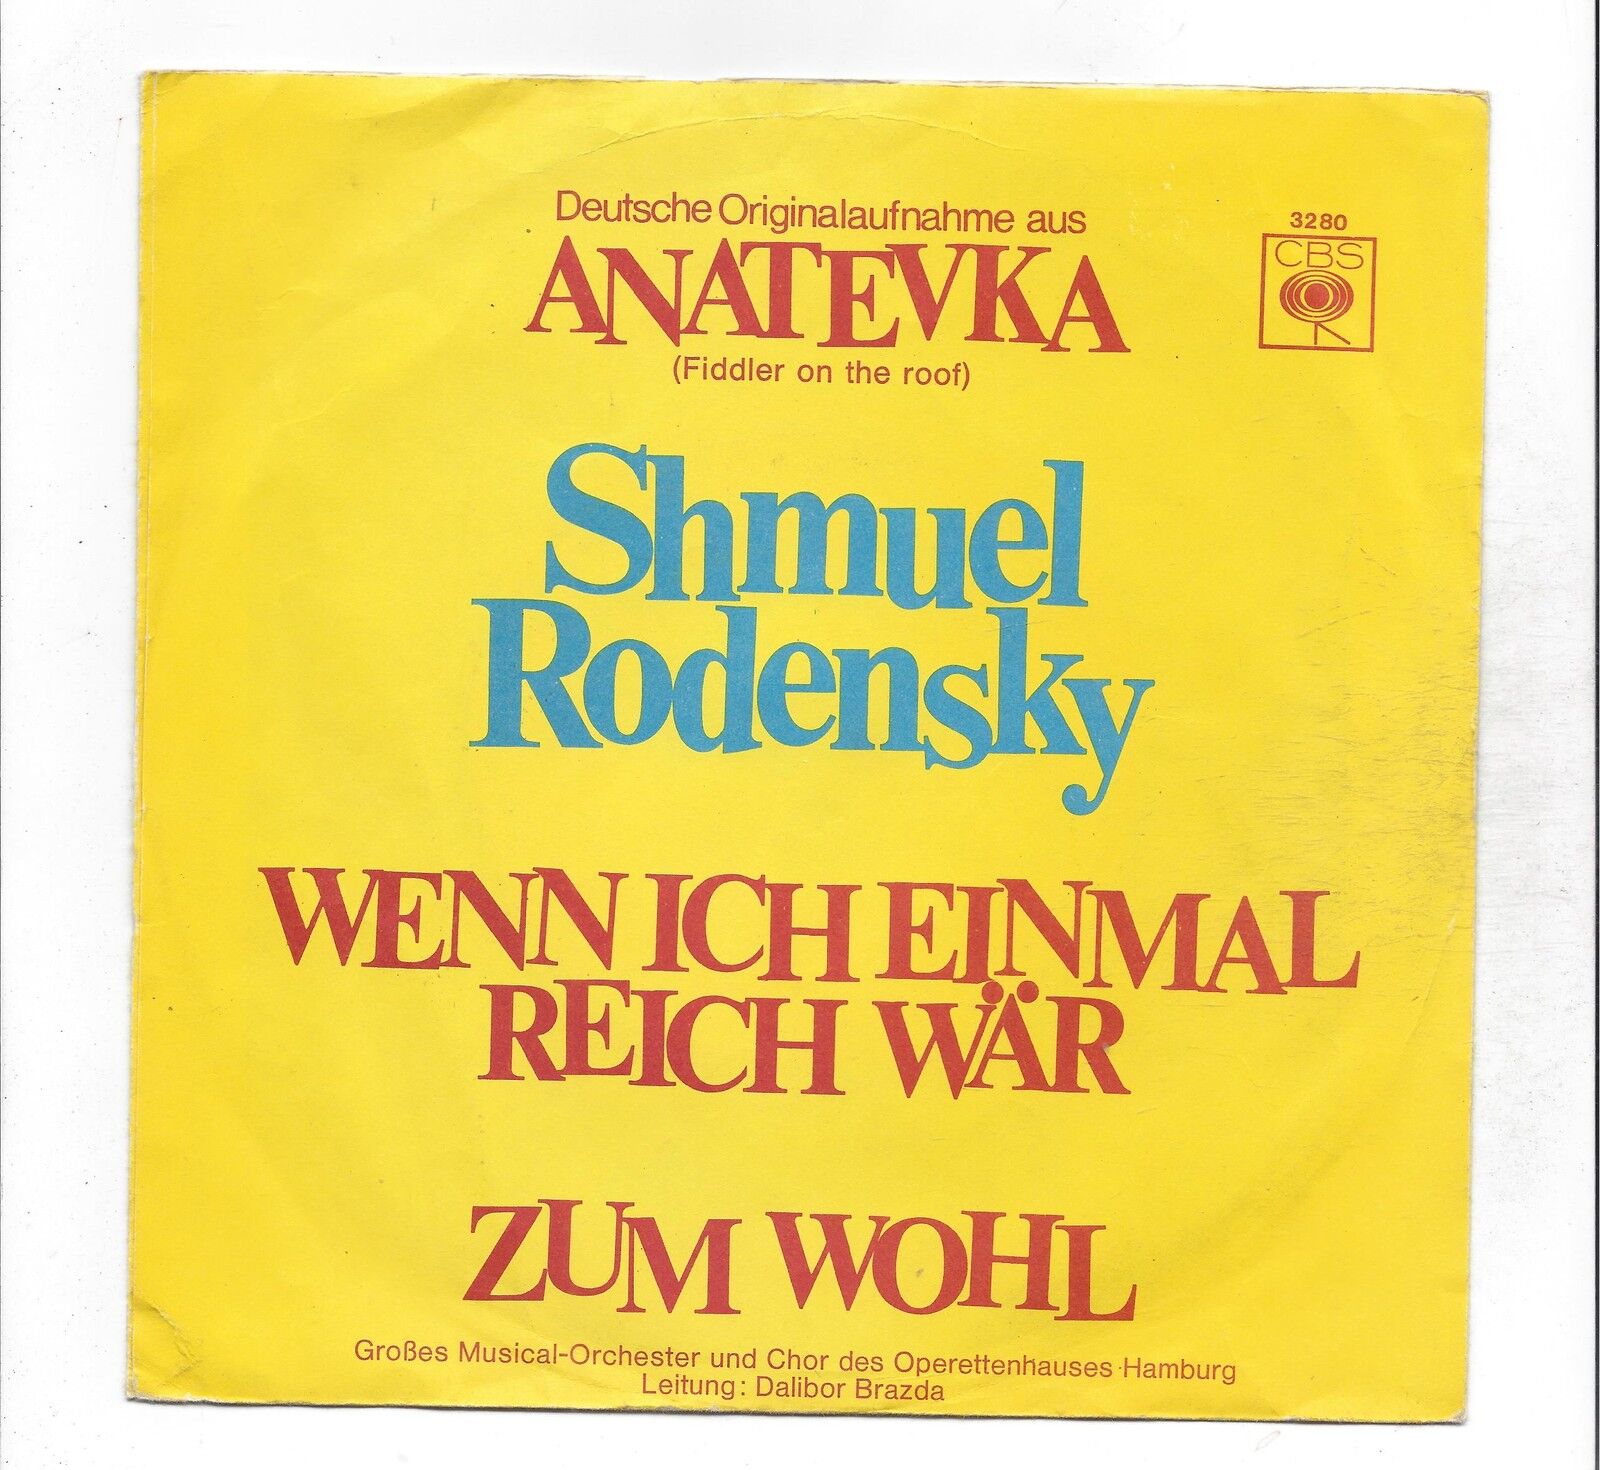 Deutsche Originalaufnahme aus
ANATEVKA
(Fiddler on the roof)
3280
CBS
Shmuel
Rodensky
WENN ICH EINMAL
REICH WÄR
ZUM WOHL
Großes Musical-Orchester und Chor des Operettenhauses·Hamburg
Leitung: Dalibor Brazda